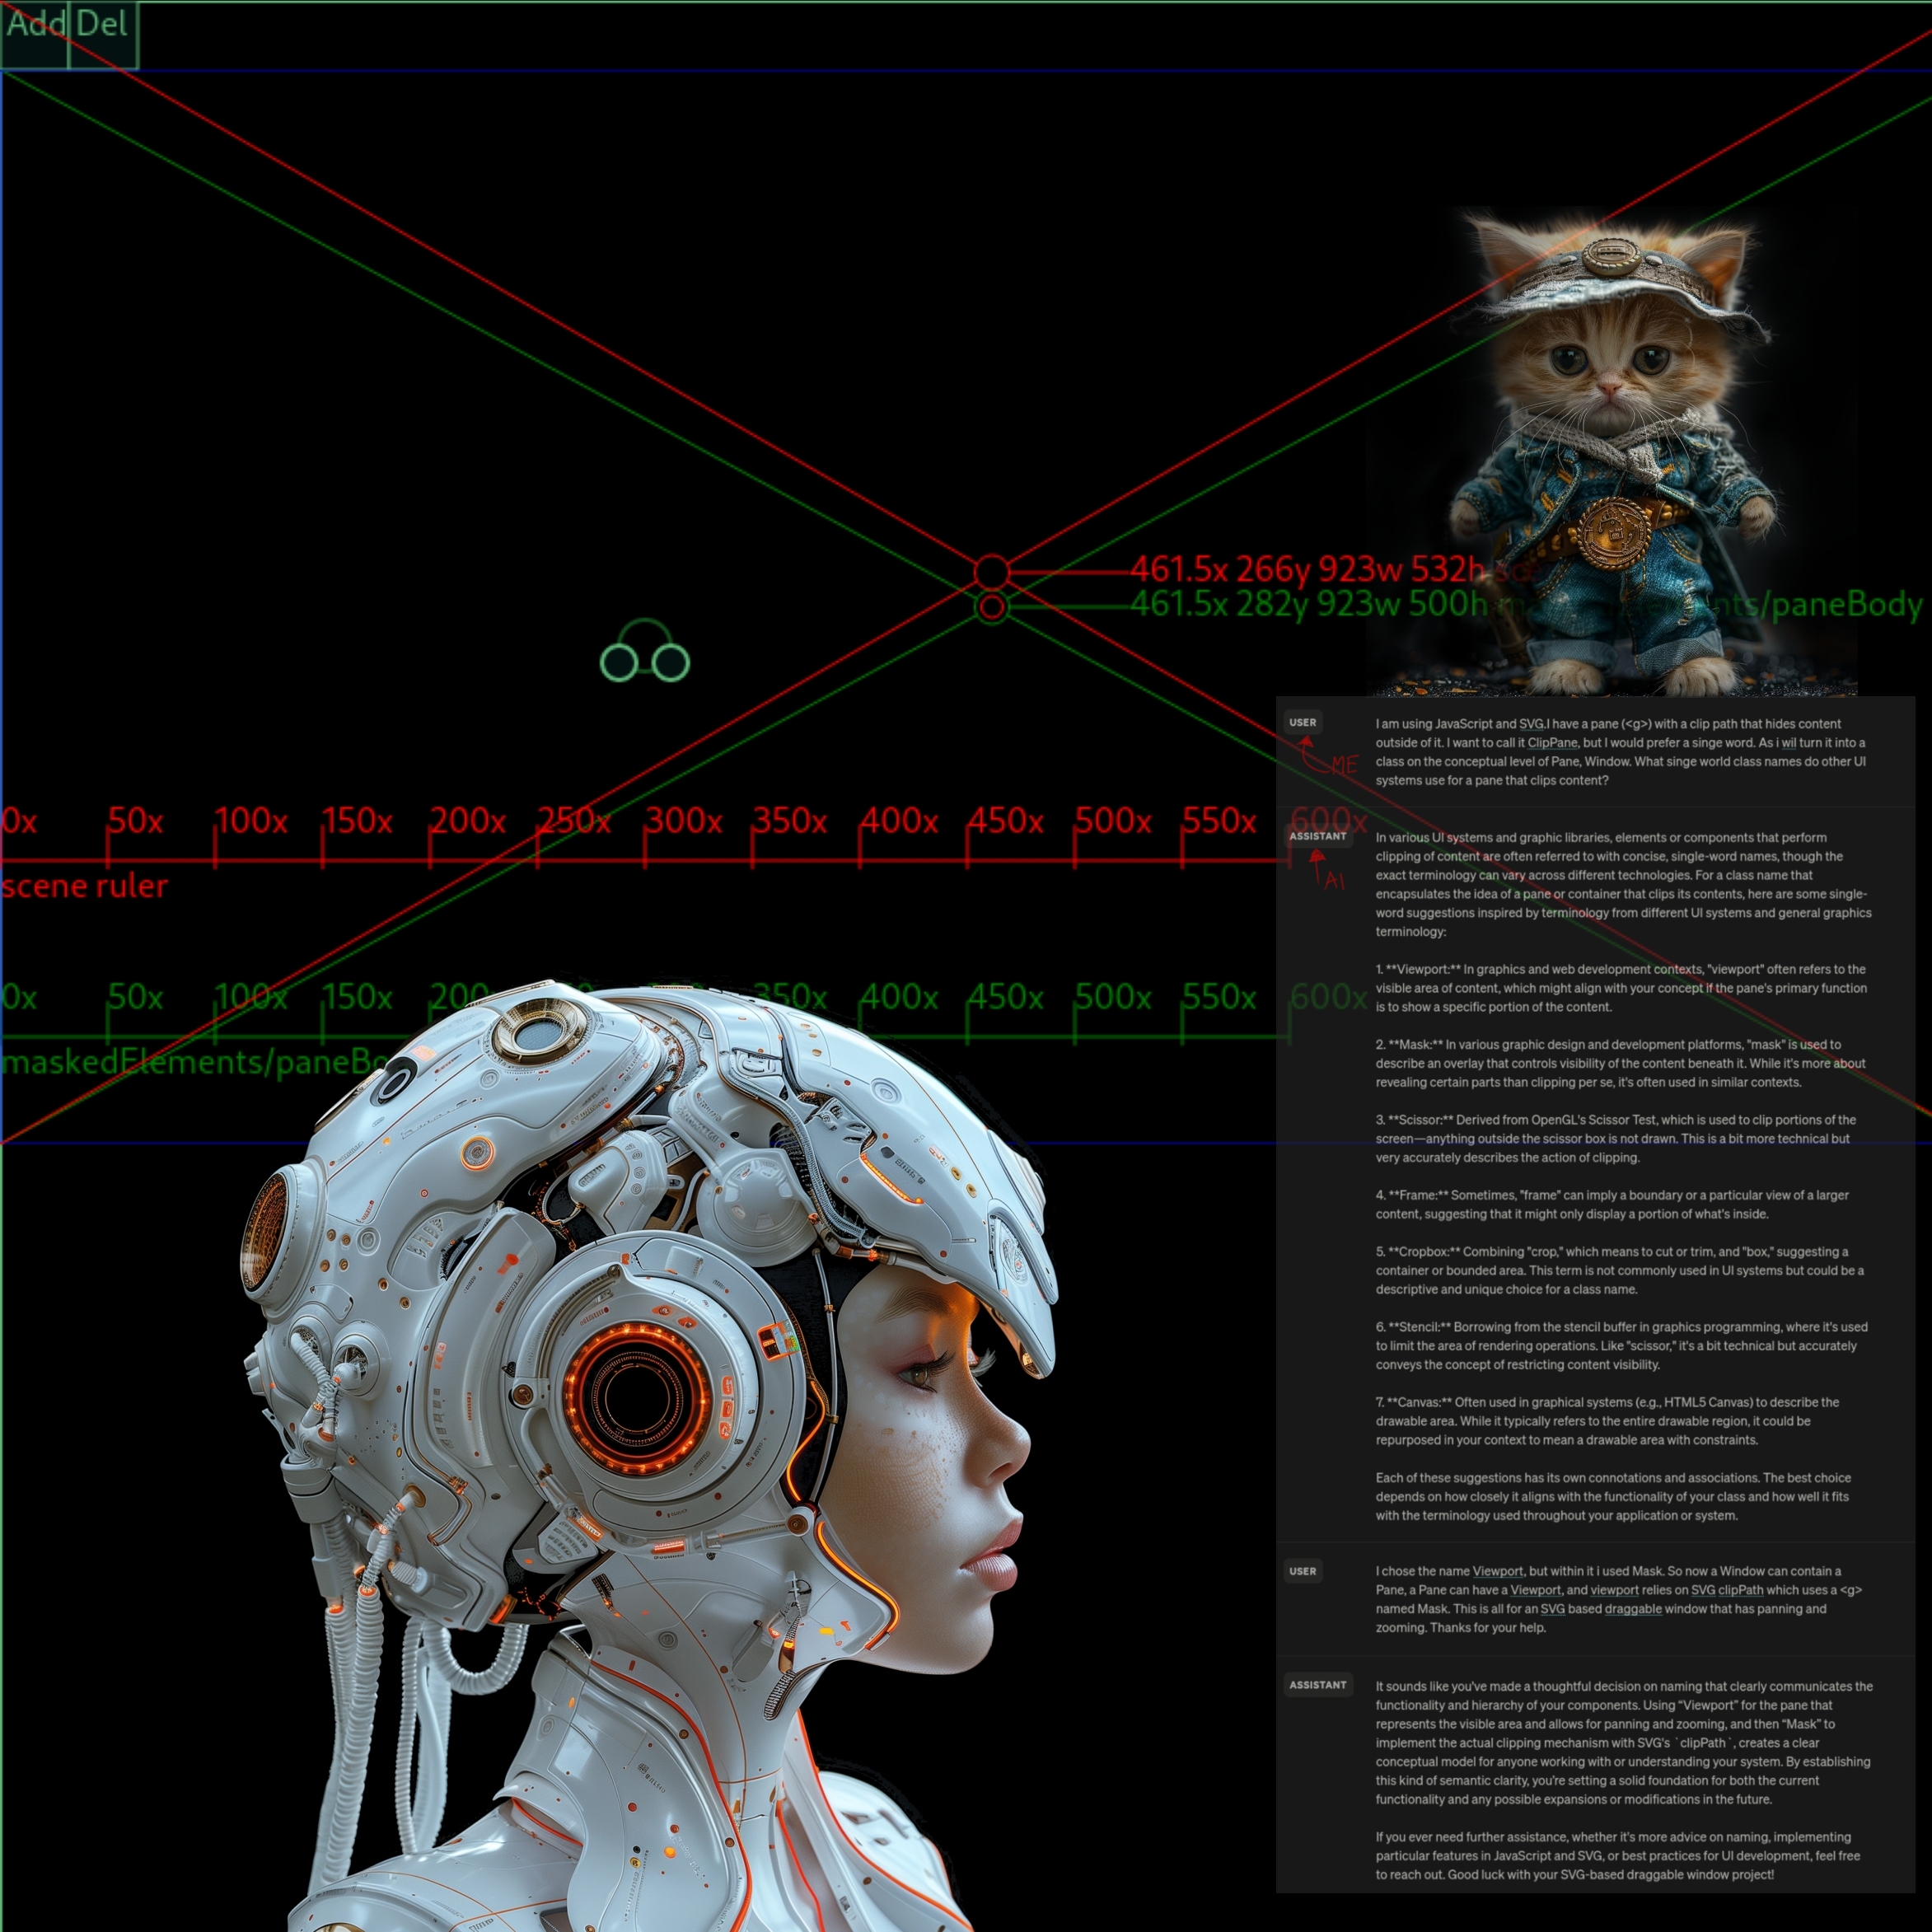 Add Del
461.5x 266y 923w 532h
461.5x 282y 923w 500h maskedElements/paneBody
USER
I am using JavaScript and SVG.I have a pane (<g>) with a clip path that hides content
outside of it. I want to call it ClipPane, but I would prefer a singe word. As i wil turn it into a
class on the conceptual level of Pane, Window. What singe world class names do other UI
systems use for a pane that clips content?
ME
0x 50x 100x 150x 200x 250x 300x 350x 400x 450x 500x 550x 600x
scene ruler
ASSISTANT
AI
In various UI systems and graphic libraries, elements or components that perform
clipping of content are often referred to with concise, single-word names, though the
exact terminology can vary across different technologies. For a class name that
encapsulates the idea of a pane or container that clips its contents, here are some single-
word suggestions inspired by terminology from different UI systems and general graphics
terminology:
0x 50x 100x 150x 200 350x 400x 450x 500x 550x 600x
maskedElements/paneBo
1. **Viewport:** In graphics and web development contexts, "viewport" often refers to the
visible area of content, which might align with your concept if the pane's primary function
is to show a specific portion of the content.
2. **Mask:** In various graphic design and development platforms, "mask" is used to
describe an overlay that controls visibility of the content beneath it. While it's more about
revealing certain parts than clipping per se, it's often used in similar contexts.
3. **Scissor:** Derived from OpenGL's Scissor Test, which is used to clip portions of the
screen—anything outside the scissor box is not drawn. This is a bit more technical but
very accurately describes the action of clipping.
4. **Frame:** Sometimes, "frame" can imply a boundary or a particular view of a larger
content, suggesting that it might only display a portion of what's inside.
5. **Cropbox:** Combining "crop," which means to cut or trim, and "box," suggesting a
container or bounded area. This term is not commonly used in UI systems but could be a
descriptive and unique choice for a class name.
6. **Stencil:** Borrowing from the stencil buffer in graphics programming, where it's used
to limit the area of rendering operations. Like "scissor," it's a bit technical but accurately
conveys the concept of restricting content visibility.
7. **Canvas:** Often used in graphical systems (e.g., HTML5 Canvas) to describe the
drawable area. While it typically refers to the entire drawable region, it could be
repurposed in your context to mean a drawable area with constraints.
Each of these suggestions has its own connotations and associations. The best choice
depends on how closely it aligns with the functionality of your class and how well it fits
with the terminology used throughout your application or system.
USER
I chose the name Viewport, but within it i used Mask. So now a Window can contain a
Pane, a Pane can have a Viewport, and viewport relies on SVG clipPath which uses a <g>
named Mask. This is all for an SVG based draggable window that has panning and
zooming. Thanks for your help.
ASSISTANT
It sounds like you've made a thoughtful decision on naming that clearly communicates the
functionality and hierarchy of your components. Using "Viewport" for the pane that
represents the visible area and allows for panning and zooming, and then "Mask" to
implement the actual clipping mechanism with SVG's `clipPath`, creates a clear
conceptual model for anyone working with or understanding your system. By establishing
this kind of semantic clarity, you're setting a solid foundation for both the current
functionality and any possible expansions or modifications in the future.
If you ever need further assistance, whether it's more advice on naming, implementing
particular features in JavaScript and SVG, or best practices for UI development, feel free
to reach out. Good luck with your SVG-based draggable window project!